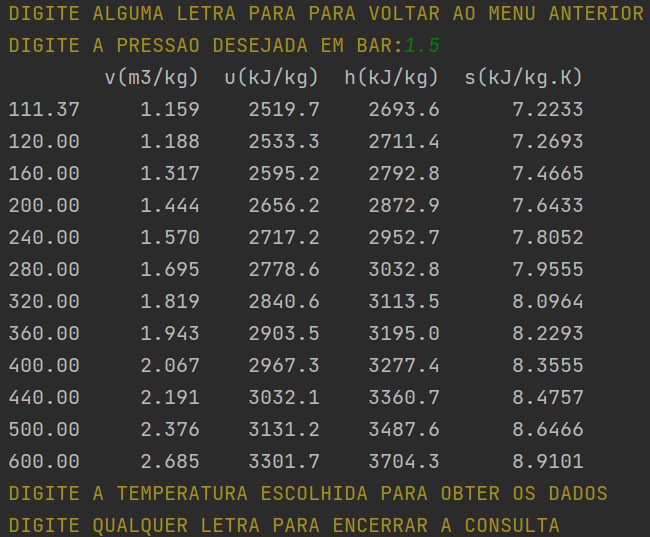 DIGITE ALGUMA LETRA PARA PARA VOLTAR AO MENU ANTERIOR
DIGITE A PRESSAO DESEJADA EM BAR:1.5
v(m3/kg) u(kJ/kg) h(kJ/kg) s(kJ/kg.K)
111.37 1.159 2519.7 2693.6 7.2233
120.00 1.188 2533.3 2711.4 7.2693
160.00 1.317 2595.2 2792.8 7.4665
200.00 1.444 2656.2 2872.9 7.6433
240.00 1.570 2717.2 2952.7 7.8052
280.00 1.695 2778.6 3032.8 7.9555
320.00 1.819 2840.6 3113.5 8.0964
360.00 1.943 2903.5 3195.0 8.2293
400.00 2.067 2967.3 3277.4 8.3555
440.00 2.191 3032.1 3360.7 8.4757
500.00 2.376 3131.2 3487.6 8.6466
600.00 2.685 3301.7 3704.3 8.9101
DIGITE A TEMPERATURA ESCOLHIDA PARA OBTER OS DADOS
DIGITE QUALQUER LETRA PARA ENCERRAR A CONSULTA